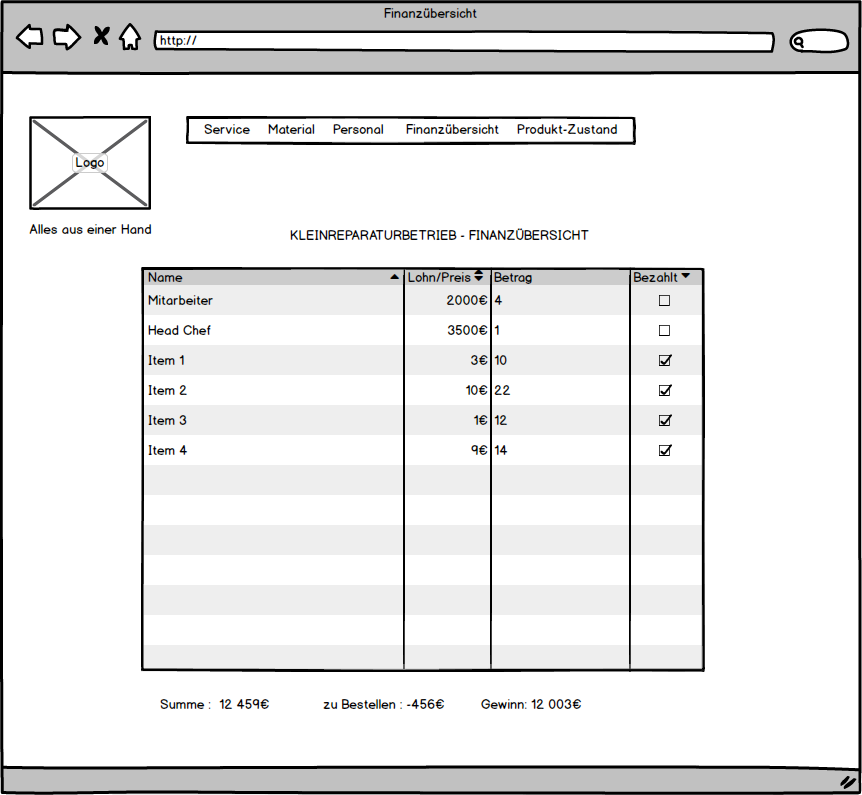 Finanzübersicht
http://
Service Material Personal Finanzübersicht Produkt-Zustand
Logo
Alles aus einer Hand
KLEINREPARATURBETRIEB - FINANZÜBERSICHT
Name Lohn/Preis Betrag Bezahlt
Mitarbeiter 2000€ 4
Head Chef 3500€ 1
Item 1 3€ 10
Item 2 10€ 22
Item 3 1€ 12
Item 4 9€ 14
Summe : 12 459€ zu Bestellen : -456€ Gewinn: 12 003€